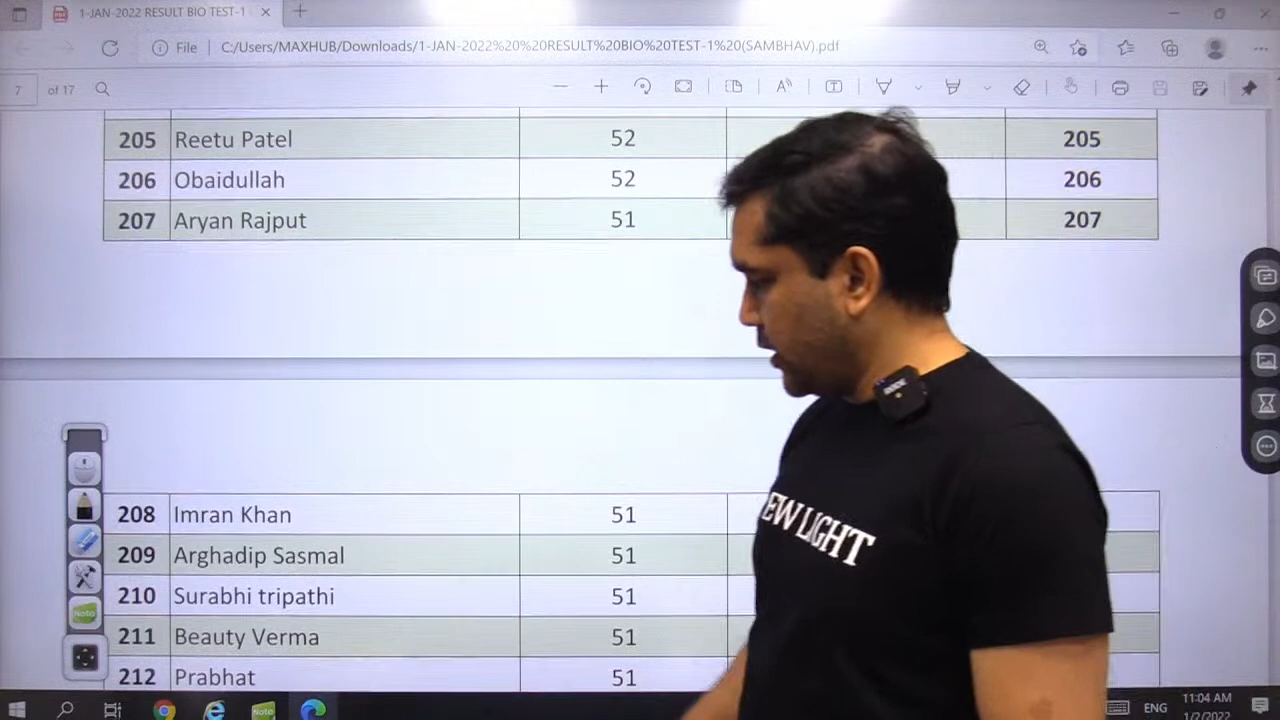 1-JAN-2022 RESULT BIO TEST-1
File C:/Users/MAXHUB/Downloads/1-JAN-2022%20%20RESULT%20BIO%20TEST-1%20(SAMBHAV).pdf
7 of 17
205 Reetu Patel 52 205
206 Obaidullah 52 206
207 Aryan Rajput 51 207
208 Imran Khan 51
209 Arghadip Sasmal 51
210 Surabhi tripathi 51
211 Beauty Verma 51
212 Prabhat 51
EW LIGHT
Note
Note
ENG
11:04 AM
1/2/2022